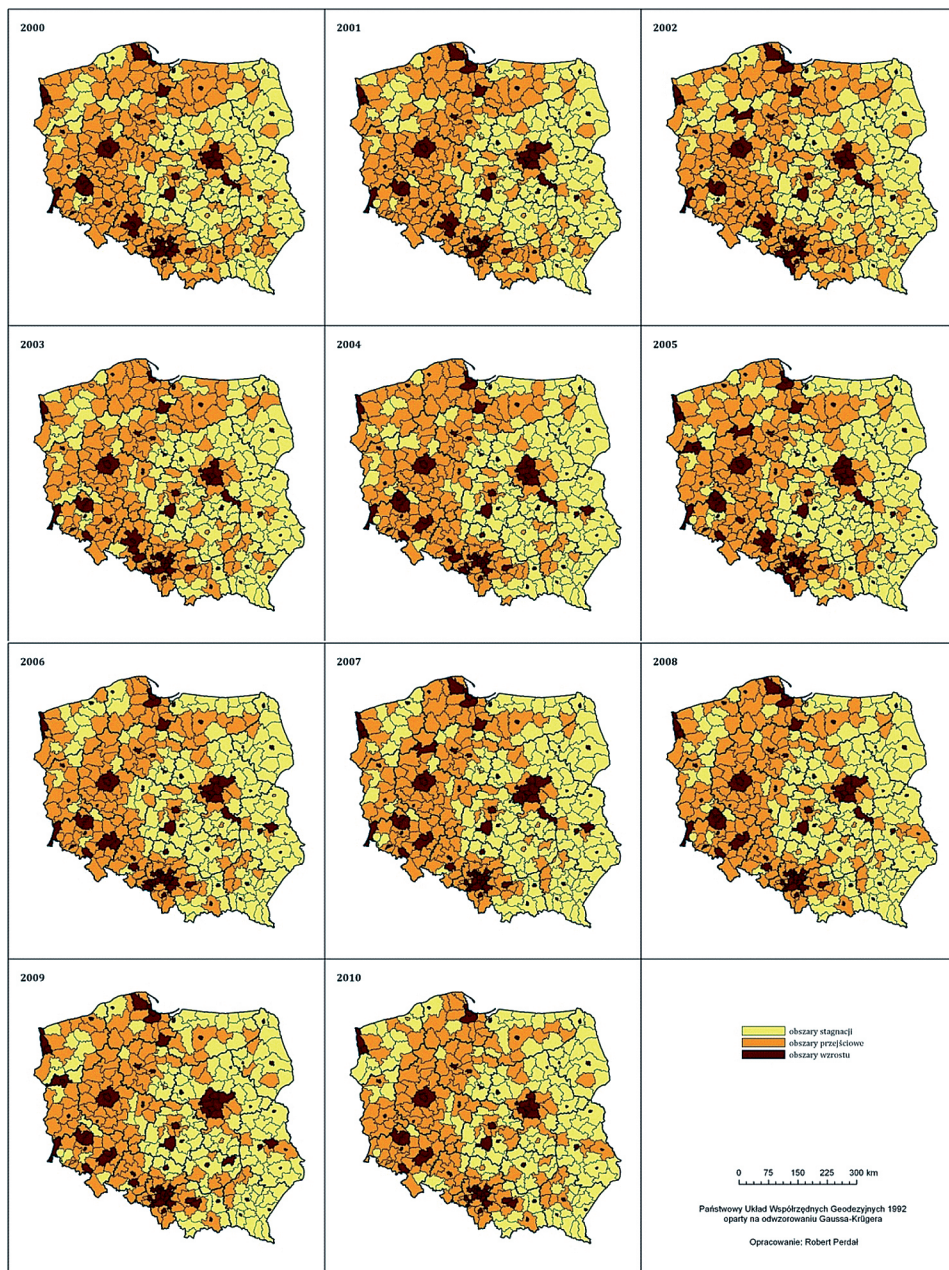 2000
2001
2002
2003
2004
2005
2006
2007
2008
2009
2010
obszary stagnacji
obszary przejściowe
obszary wzrostu
0 75 150 225 300 km
Państwowy Układ Współrzędnych Geodezyjnych 1992
oparty na odwzorowaniu Gaussa-Krügera
Opracowanie: Robert Perdał